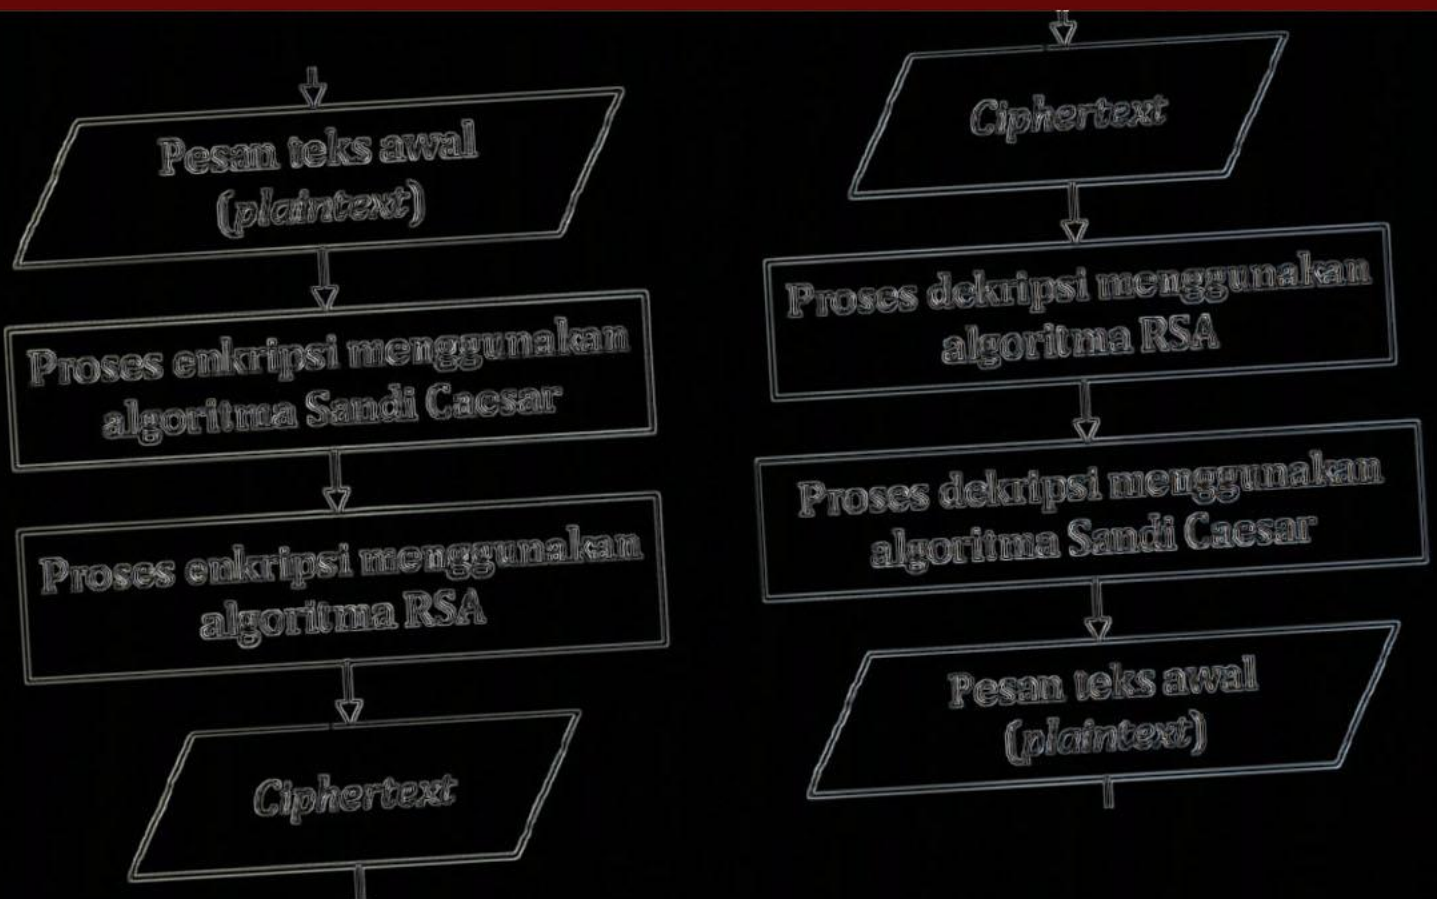 Pesan teks awal
(plaintext)
Proses enkripsi menggunakan
algoritma Sandi Caesar
Proses enkripsi menggunakan
algoritma RSA
Ciphertext
Ciphertext
Proses dekripsi menggunakan
algoritma RSA
Proses dekripsi menggunakan
algoritma Sandi Caesar
Pesan teks awal
(plaintext)